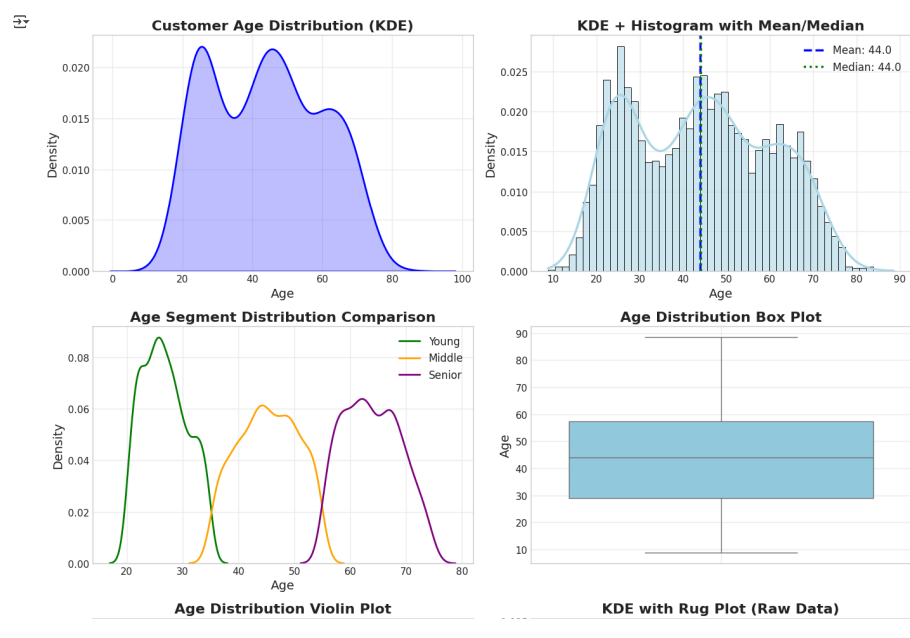 Customer Age Distribution (KDE)
Density
0.020
0.015
0.010
0.005
0.000
0
20
40
60
80
100
Age
KDE + Histogram with Mean/Median
Mean: 44.0
Median: 44.0
Density
0.025
0.020
0.015
0.010
0.005
0.000
10
20
30
40
50
60
70
80
90
Age
Age Segment Distribution Comparison
Young
Middle
Senior
Density
0.08
0.06
0.04
0.02
0.00
20
30
40
50
60
70
80
Age
Age Distribution Box Plot
Age
90
80
70
60
50
40
30
20
10
Age Distribution Violin Plot
KDE with Rug Plot (Raw Data)